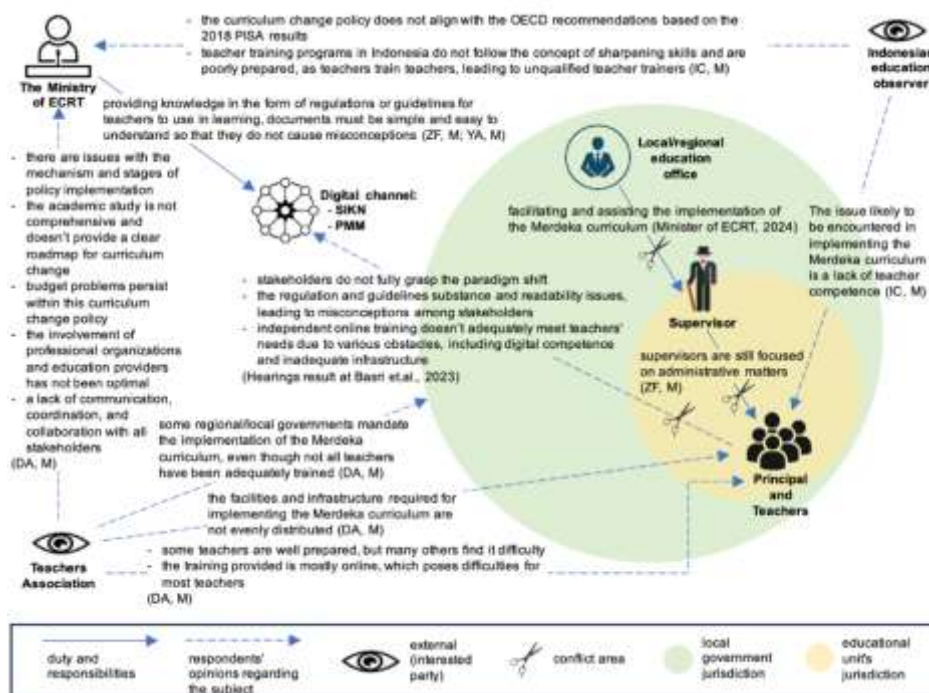 - the curriculum change policy does not align with the OECD recommendations based on the
2018 PISA results
- teacher training programs in Indonesia do not follow the concept of sharpening skills and are
poorly prepared, as teachers train teachers, leading to unqualified teacher trainers (IC, M)
The Ministry
of ECRT
Indonesian
education
observer
providing knowledge in the form of regulations or guidelines for
teachers to use in learning, documents must be simple and easy to
understand so that they do not cause misconceptions (ZF, M; YA, M)
- there are issues with the
mechanism and stages of
policy implementation
- the academic study is not
comprehensive and
doesn't provide a clear
roadmap for curriculum
change
- budget problems persist
within this curriculum
change policy
- the involvement of
professional organizations
and education providers
has not been optimal
- a lack of communication,
coordination, and
collaboration with all
stakeholders
(DA, M)
Digital channel:
- SIKN
- PMM
Local/regional
education
office
facilitating and assisting the implementation of
the Merdeka curriculum (Minister of ECRT, 2024)
The issue likely to
be encountered in
implementing the
Merdeka curriculum
is a lack of teacher
competence (IC, M)
- stakeholders do not fully grasp the paradigm shift
- the regulation and guidelines substance and readability issues,
leading to misconceptions among stakeholders
- independent online training doesn't adequately meet teachers'
needs due to various obstacles, including digital competence
and inadequate infrastructure
(Hearings result at Basri et.al., 2023)
Supervisor
supervisors are still focused
on administrative matters
(ZF, M)
some regional/local governments mandate
the implementation of the Merdeka
curriculum, even though not all teachers
have been adequately trained (DA, M)
Principal
and
Teachers
the facilities and infrastructure required for
implementing the Merdeka curriculum are
not evenly distributed (DA, M)
Teachers
Association
- some teachers are well prepared, but many others find it difficulty
- the training provided is mostly online, which poses difficulties for
most teachers
(DA, M)
duty and
responsibilities
respondents'
opinions regarding
the subject
external
(interested
party)
conflict area
local
government
jurisdiction
educational
unit's
jurisdiction